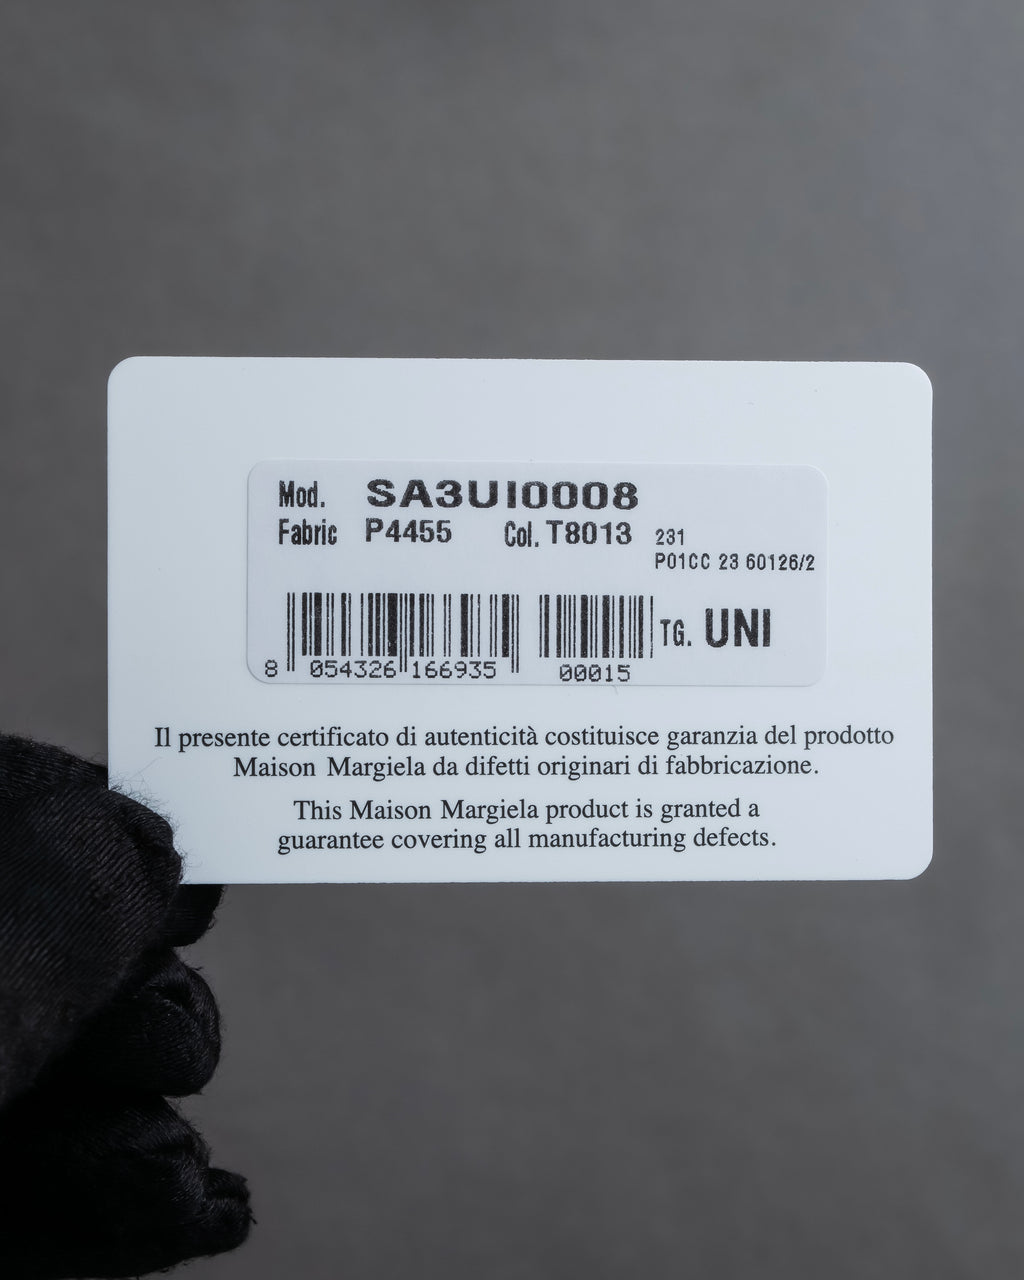 Mod. SA3UI0008
Fabric P4455 Col. T8013 231
P01CC 23 60126/2
TG. UNI
8 054326 166935 00015
Il presente certificato di autenticità costituisce garanzia del prodotto
Maison Margiela da difetti originari di fabbricazione.
This Maison Margiela product is granted a
guarantee covering all manufacturing defects.